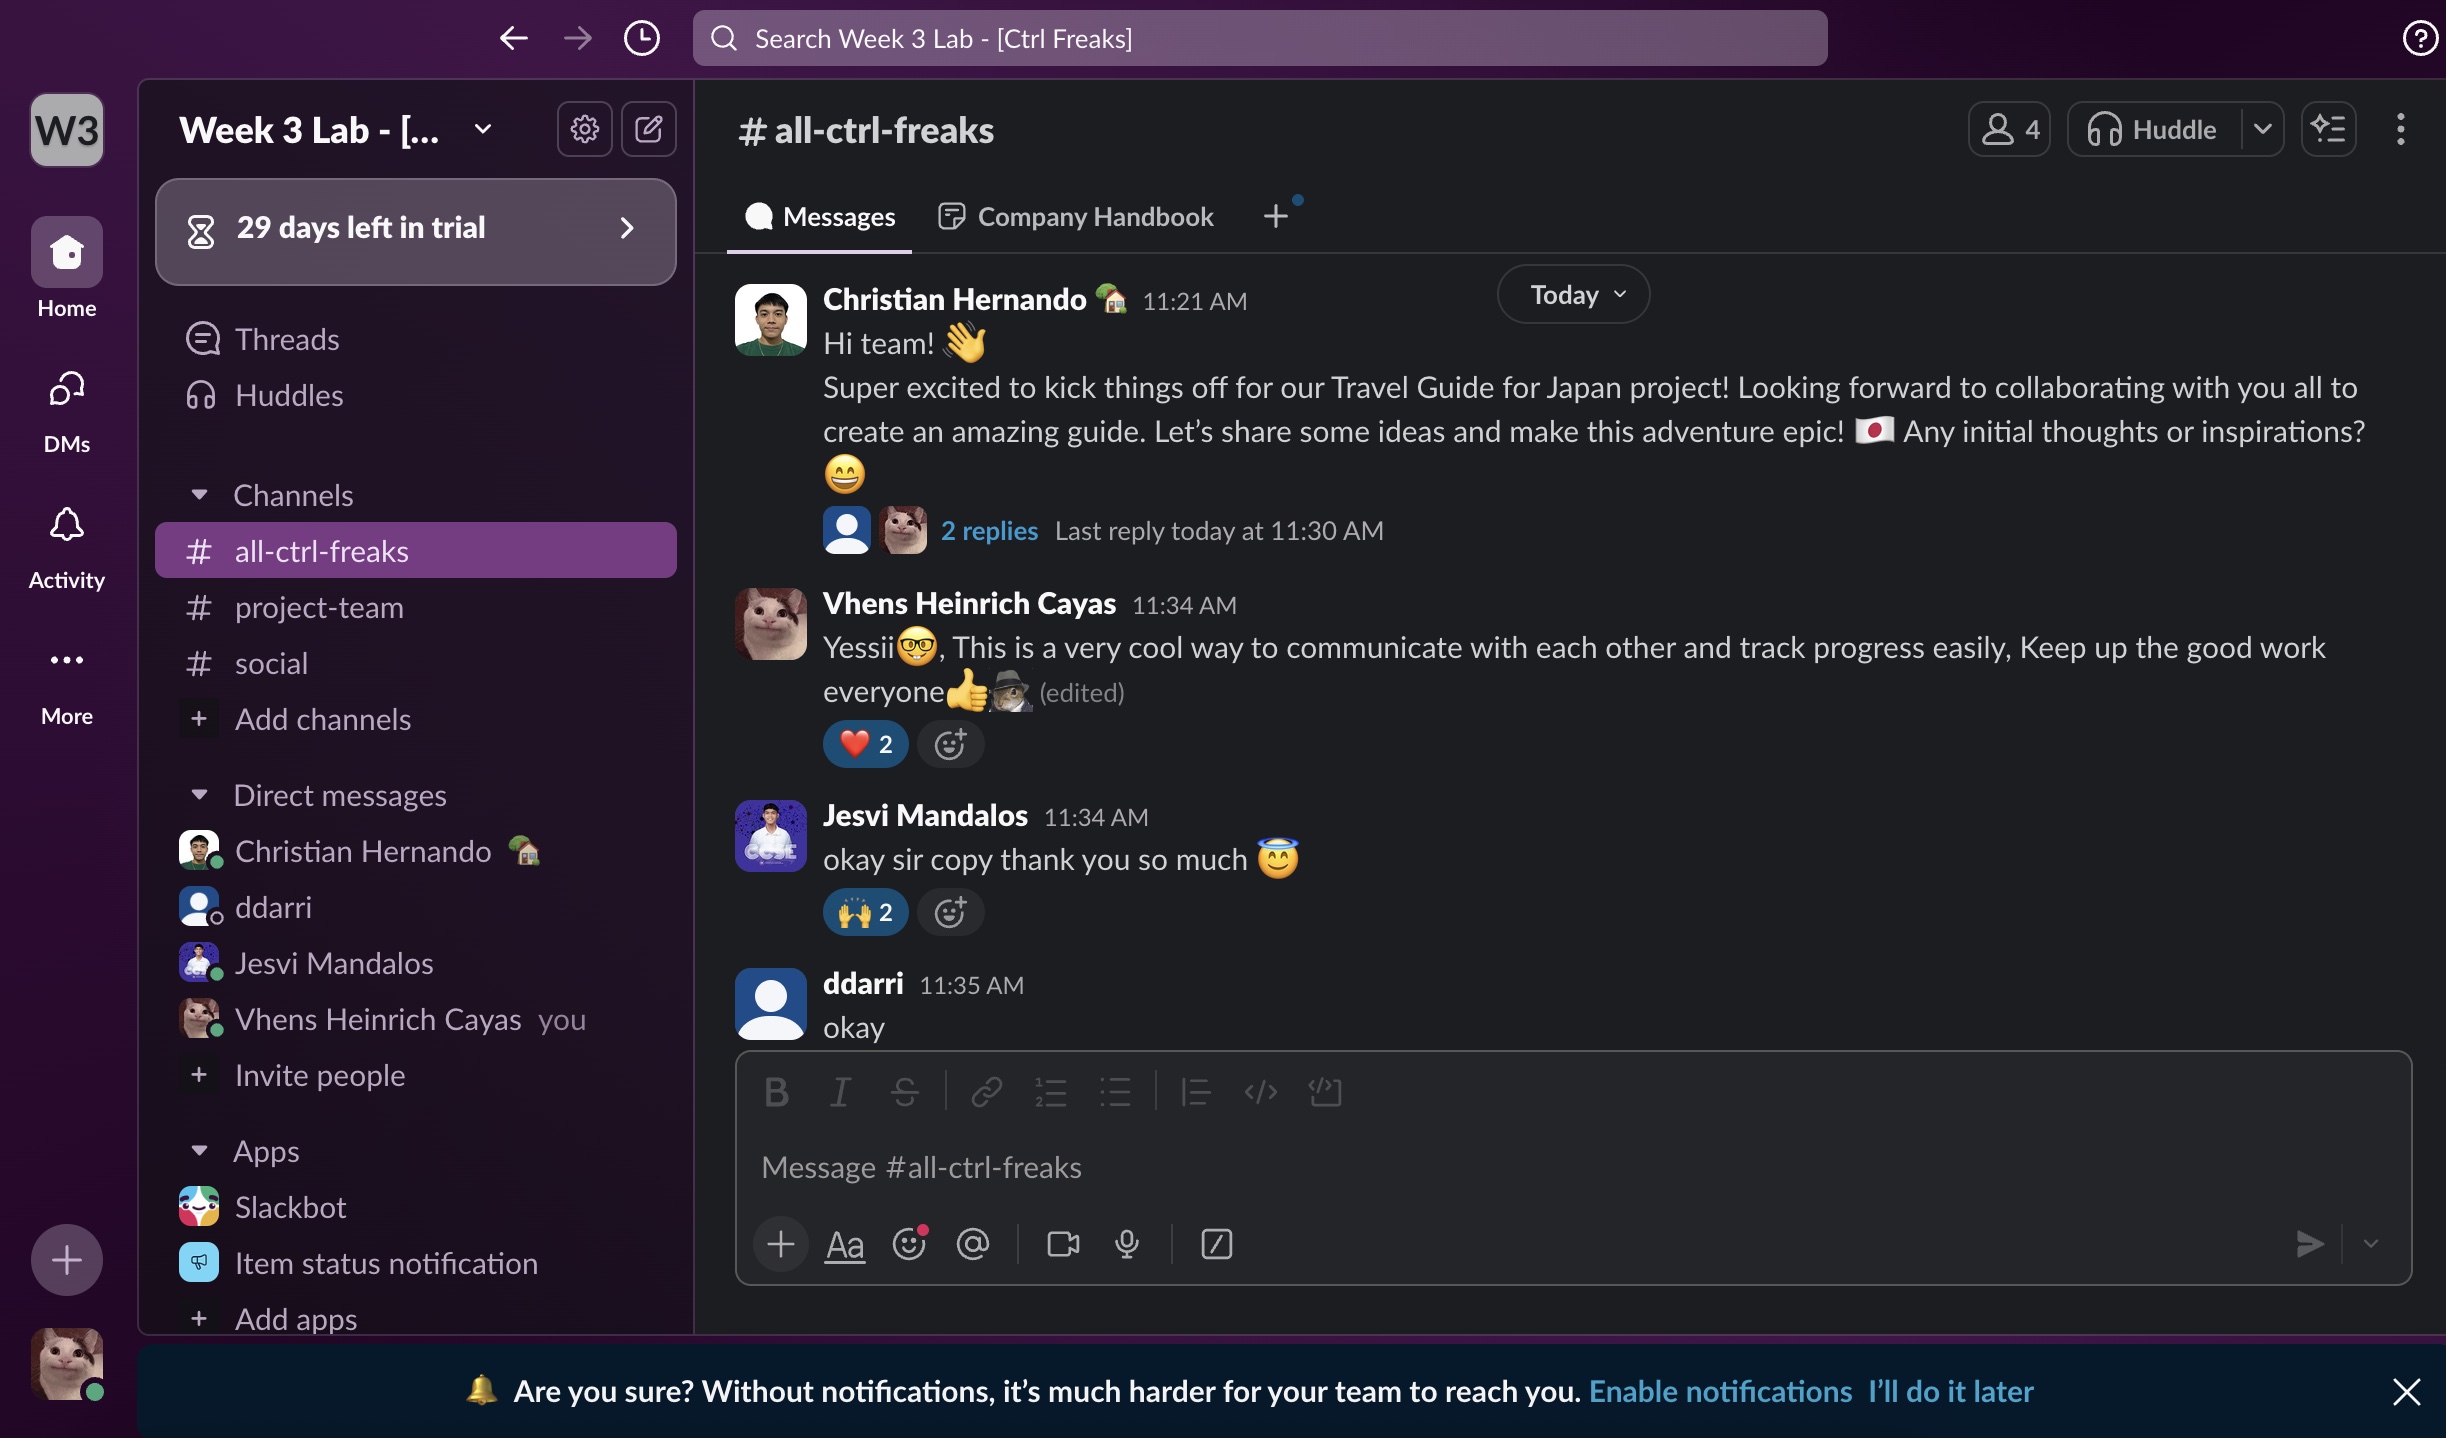 Search Week 3 Lab - [Ctrl Freaks]
W3
Home
DMs
Activity
More
Week 3 Lab - [...
29 days left in trial
Threads
Huddles
Channels
# all-ctrl-freaks
# project-team
# social
+ Add channels
Direct messages
Christian Hernando
ddarri
Jesvi Mandalos
Vhens Heinrich Cayas you
+ Invite people
Apps
Slackbot
Item status notification
+ Add apps
# all-ctrl-freaks
4
Huddle
Messages
Company Handbook
Today
Christian Hernando 🏡 11:21 AM
Hi team! 👋
Super excited to kick things off for our Travel Guide for Japan project! Looking forward to collaborating with you all to
create an amazing guide. Let’s share some ideas and make this adventure epic! 🇯🇵 Any initial thoughts or inspirations?
😄
2 replies Last reply today at 11:30 AM
Vhens Heinrich Cayas 11:34 AM
Yessii🤓, This is a very cool way to communicate with each other and track progress easily, Keep up the good work
everyone👍 (edited)
❤️ 2
Jesvi Mandalos 11:34 AM
okay sir copy thank you so much 😇
🙌 2
ddarri 11:35 AM
okay
Message #all-ctrl-freaks
Aa
🔔 Are you sure? Without notifications, it’s much harder for your team to reach you. Enable notifications I’ll do it later